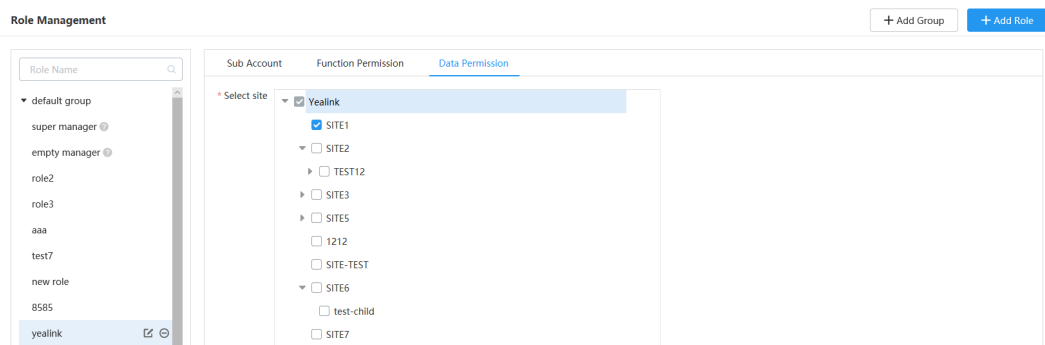 Role Management
+ Add Group
+ Add Role
Role Name
default group
super manager
empty manager
role2
role3
aaa
test7
new role
8585
yealink
Sub Account
Function Permission
Data Permission
* Select site
Yealink
SITE1
SITE2
TEST12
SITE3
SITE5
1212
SITE-TEST
SITE6
test-child
SITE7